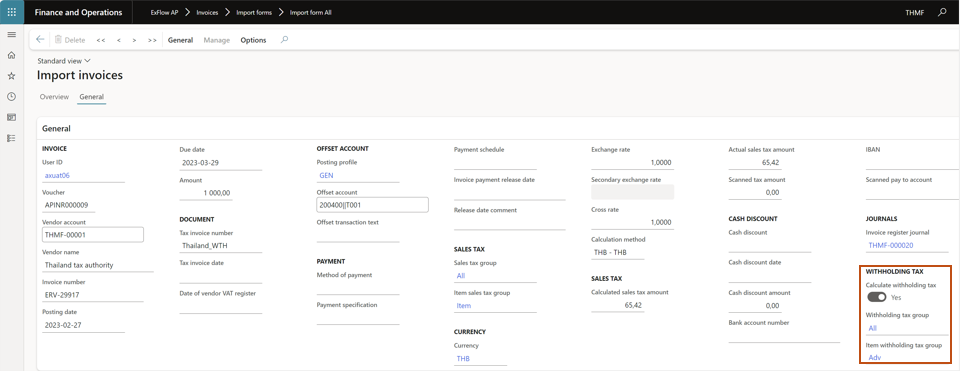 Finance and Operations
ExFlow AP > Invoices > Import forms > Import form All
THMF
Delete << < > >> General Manage Options
Standard view
Import invoices
Overview General
General
INVOICE
User ID
axuat06
Voucher
APINR000009
Vendor account
THMF-00001
Vendor name
Thailand tax authority
Invoice number
ERV-29917
Posting date
2023-02-27
Due date
2023-03-29
Amount
1 000,00
DOCUMENT
Tax invoice number
Thailand_WTH
Tax invoice date
Date of vendor VAT register
OFFSET ACCOUNT
Posting profile
GEN
Offset account
200400||T001
Offset transaction text
PAYMENT
Method of payment
Payment specification
Payment schedule
Invoice payment release date
Release date comment
SALES TAX
Sales tax group
All
Item sales tax group
Item
CURRENCY
Currency
THB
Exchange rate
1,0000
Secondary exchange rate
Cross rate
1,0000
Calculation method
THB - THB
SALES TAX
Calculated sales tax amount
65,42
Actual sales tax amount
65,42
Scanned tax amount
0,00
CASH DISCOUNT
Cash discount
Cash discount date
Cash discount amount
0,00
Bank account number
IBAN
Scanned pay to account
JOURNALS
Invoice register journal
THMF-000020
WITHHOLDING TAX
Calculate withholding tax
Yes
Withholding tax group
All
Item withholding tax group
Adv